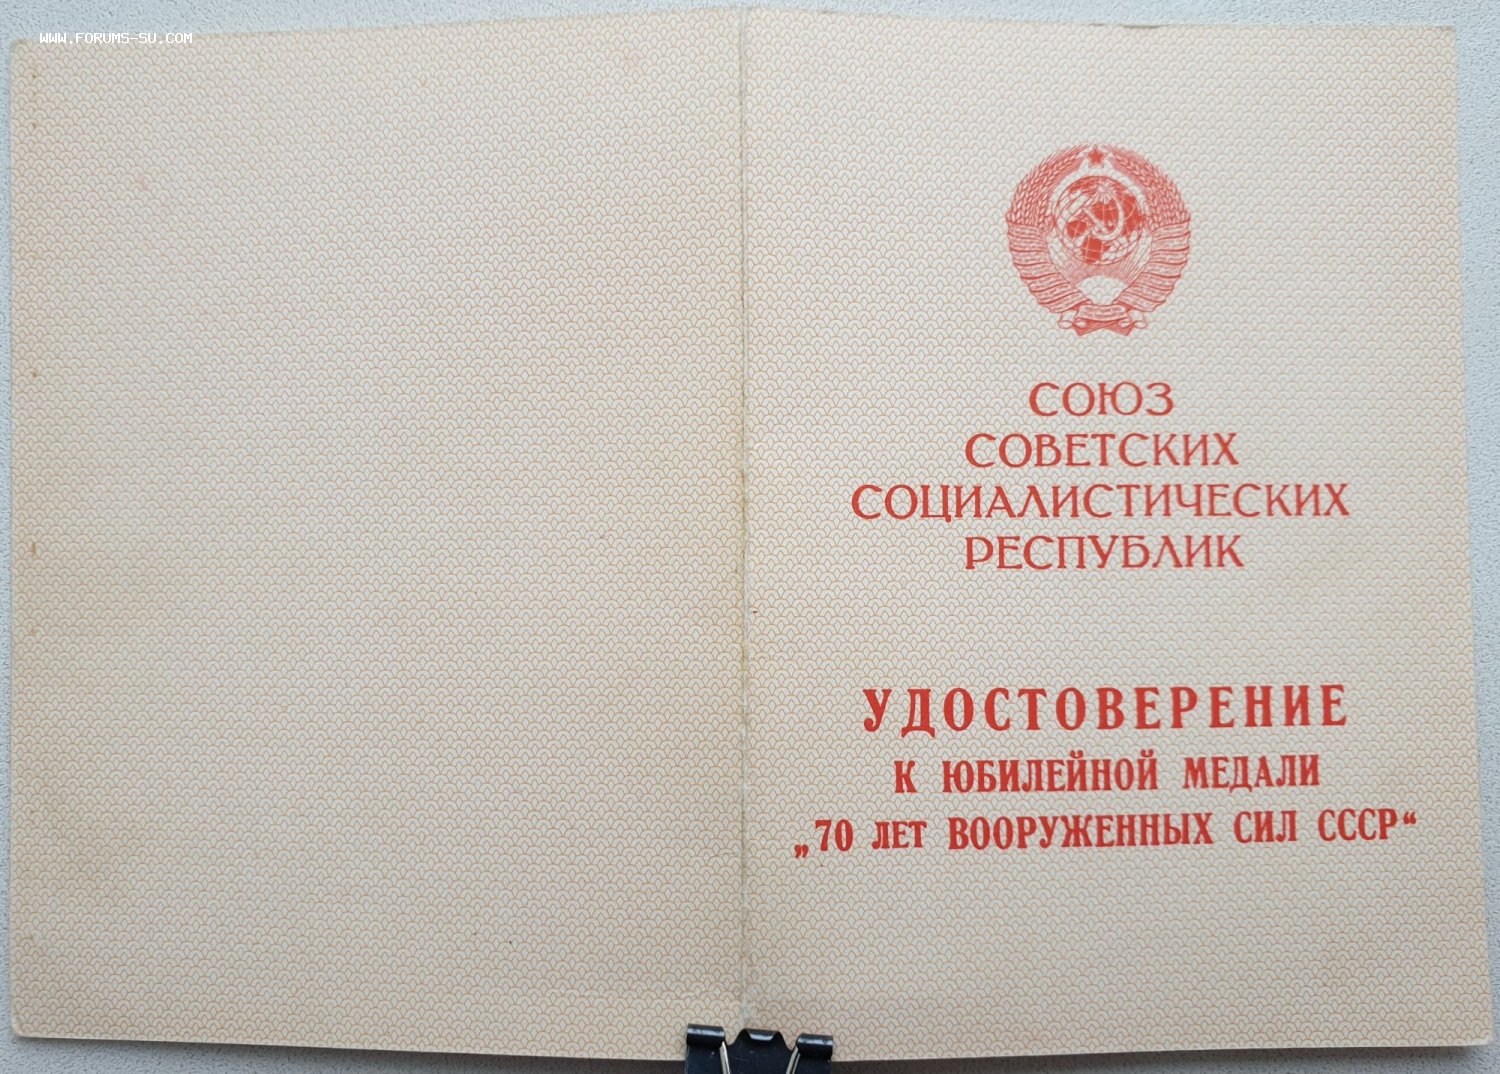 WWW.FORUMS-SU.COM
СОЮЗ
СОВЕТСКИХ
СОЦИАЛИСТИЧЕСКИХ
РЕСПУБЛИК
УДОСТОВЕРЕНИЕ
К ЮБИЛЕЙНОЙ МЕДАЛИ
„70 ЛЕТ ВООРУЖЕННЫХ СИЛ СССР“